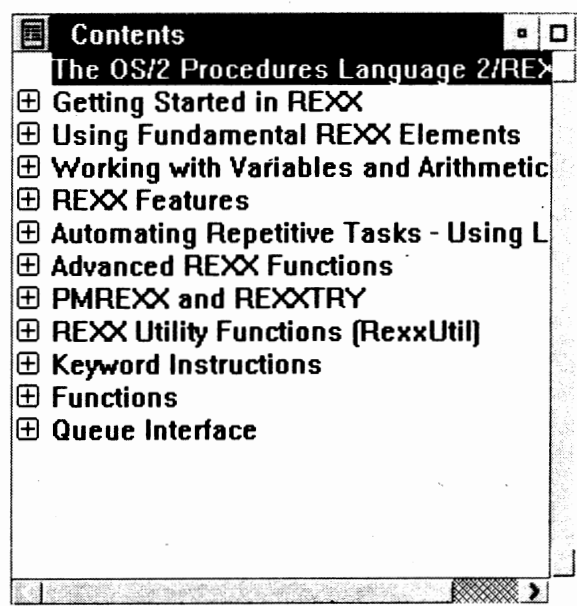 Contents
The OS/2 Procedures Language 2/REX
Getting Started in REXX
Using Fundamental REXX Elements
Working with Variables and Arithmetic
REXX Features
Automating Repetitive Tasks - Using L
Advanced REXX Functions
PMREXX and REXXTRY
REXX Utility Functions (RexxUtil)
Keyword Instructions
Functions
Queue Interface